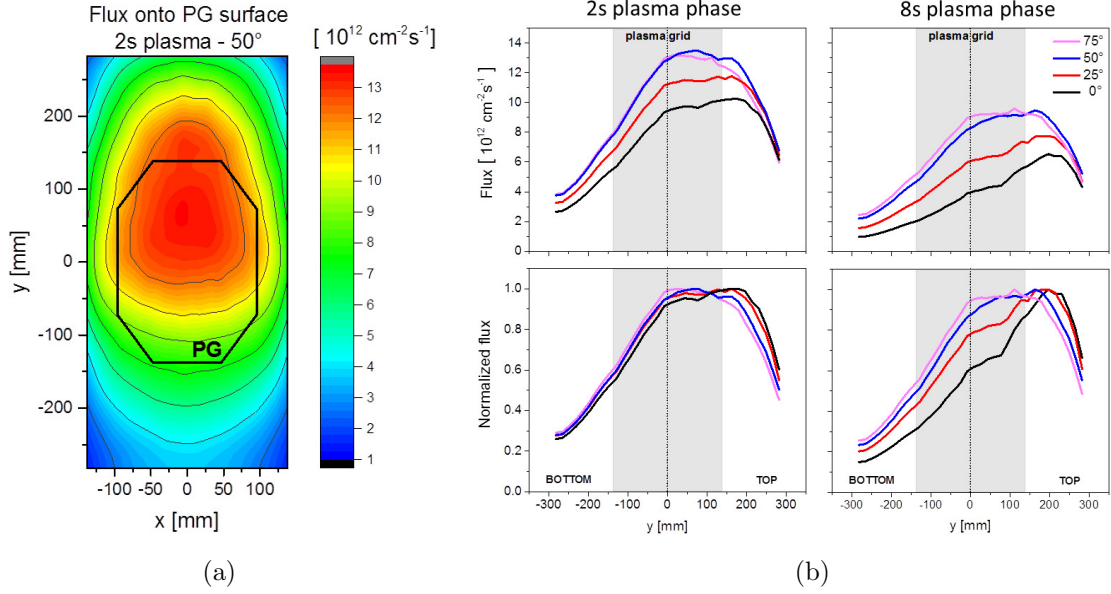 Flux onto PG surface
2s plasma - 50°
[ 10¹² cm⁻²s⁻¹]
200
100
0
-100
-200
y [mm]
PG
-100 -50 0 50 100
x [mm]
13
12
11
10
9
8
7
6
5
4
3
2
1
(a)
2s plasma phase
8s plasma phase
plasma grid
plasma grid
75°
50°
25°
0°
14
12
10
8
6
4
2
0
Flux [ 10¹² cm⁻²s⁻¹]
1.0
0.8
0.6
0.4
0.2
0.0
Normalized flux
BOTTOM TOP
BOTTOM TOP
-300 -200 -100 0 100 200 300
-300 -200 -100 0 100 200 300
y [mm]
y [mm]
(b)